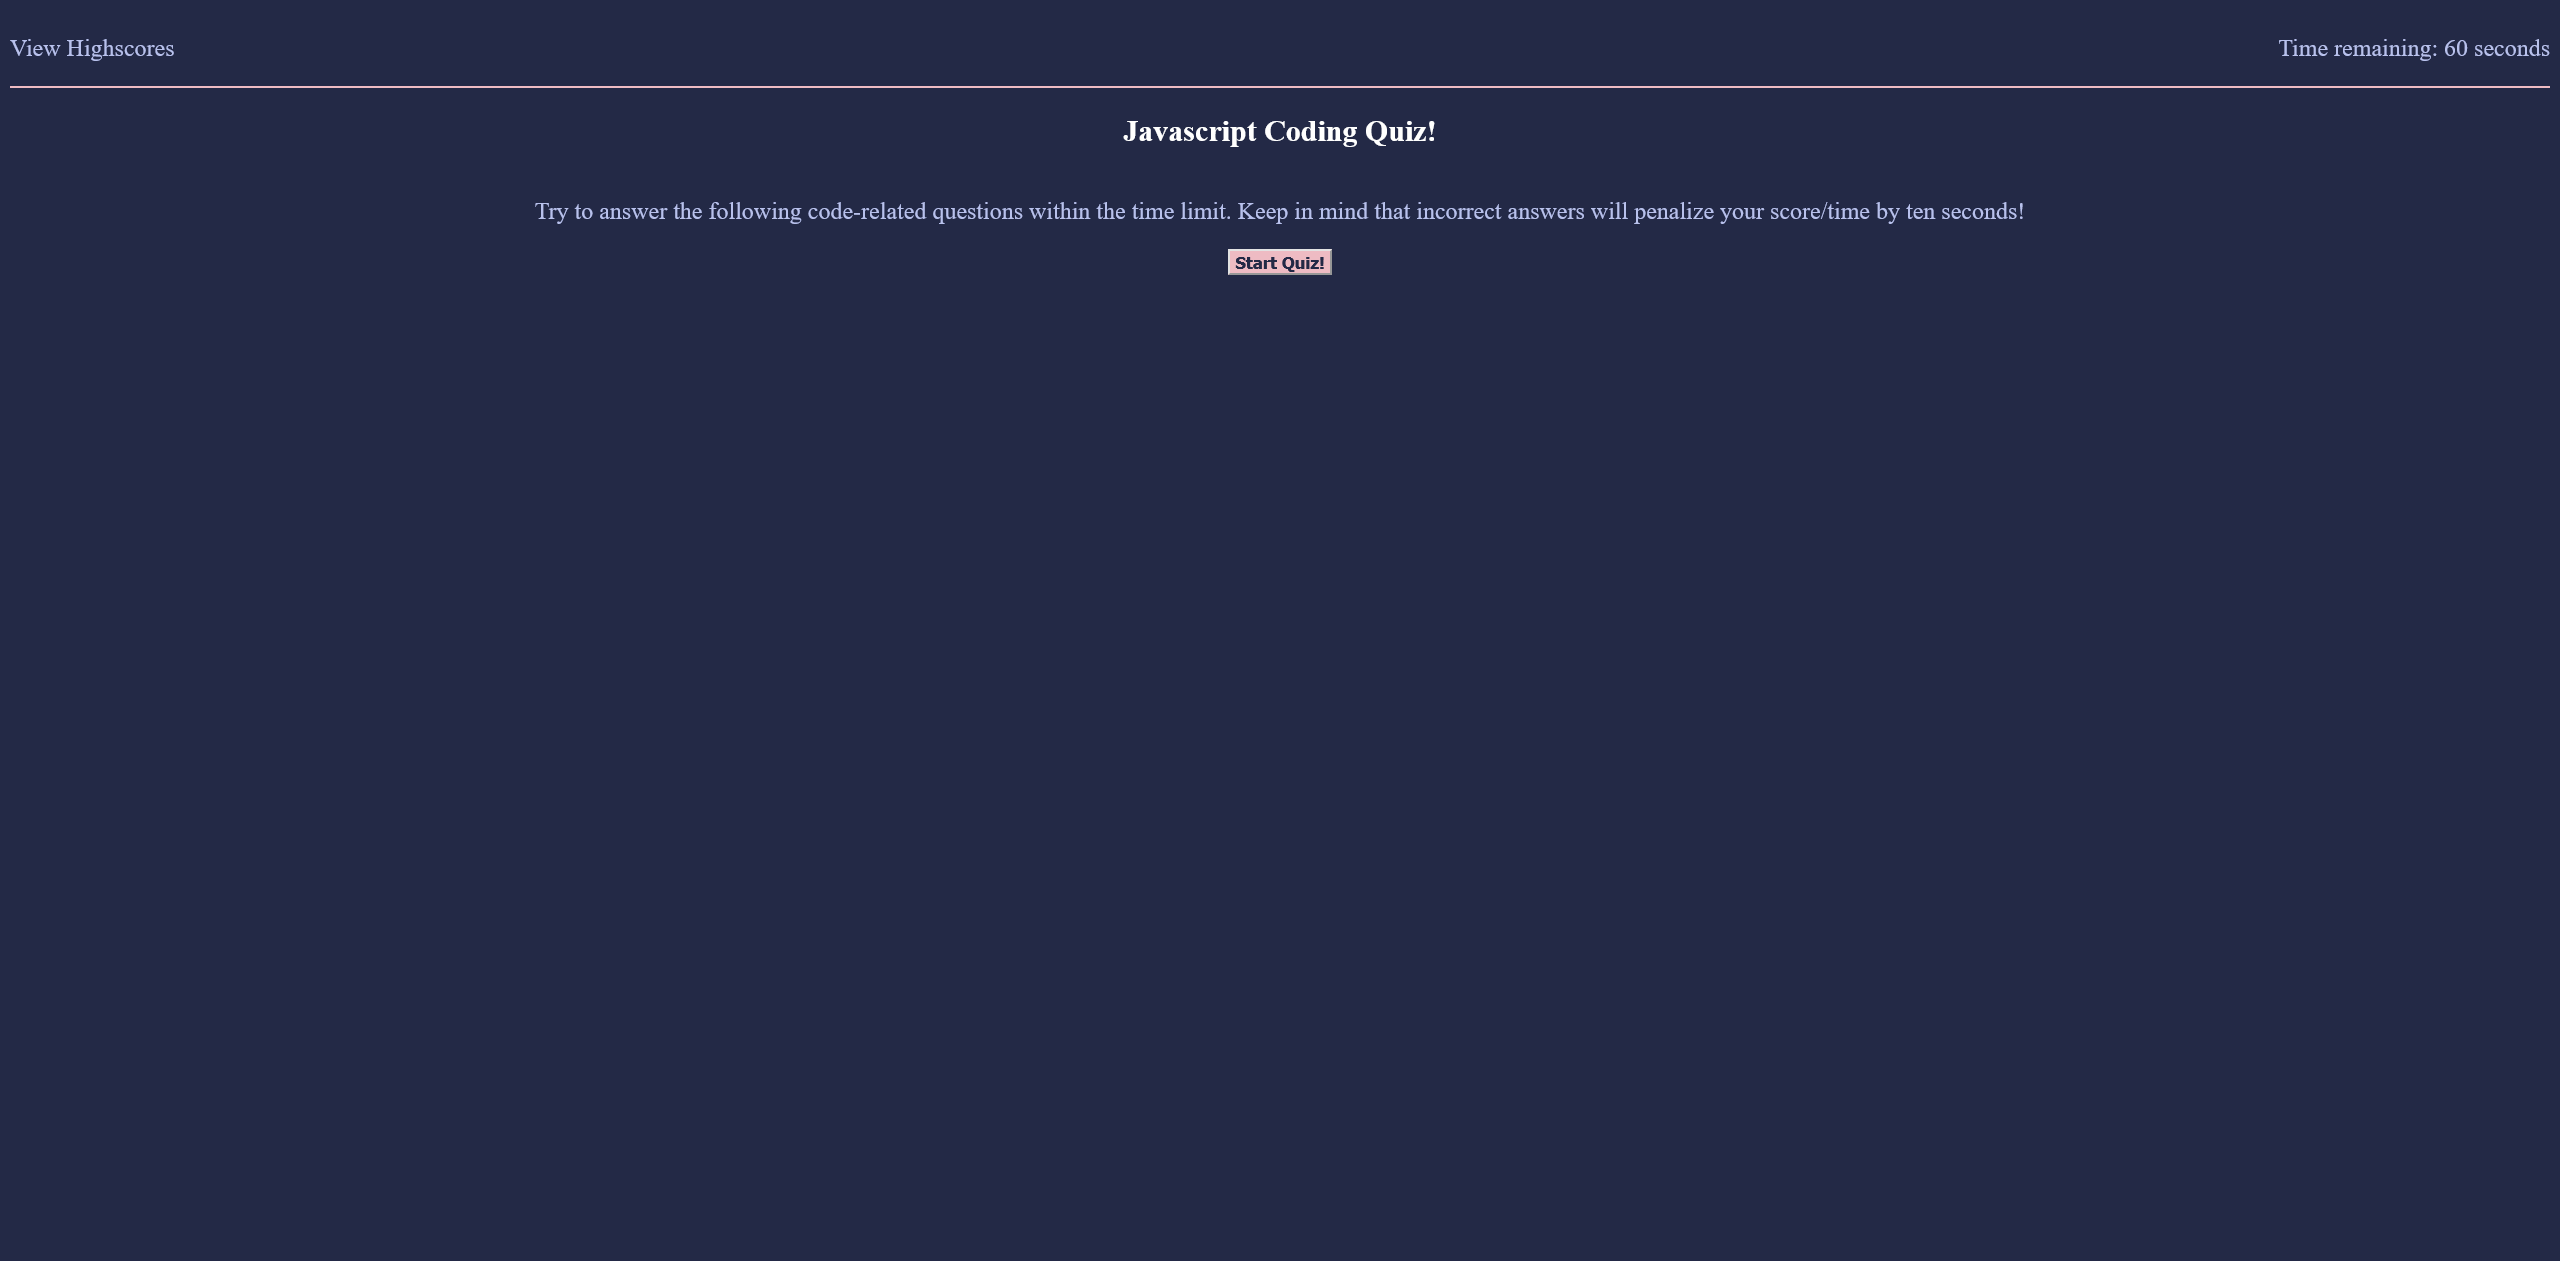 View Highscores
Time remaining: 60 seconds
Javascript Coding Quiz!
Try to answer the following code-related questions within the time limit. Keep in mind that incorrect answers will penalize your score/time by ten seconds!
Start Quiz!